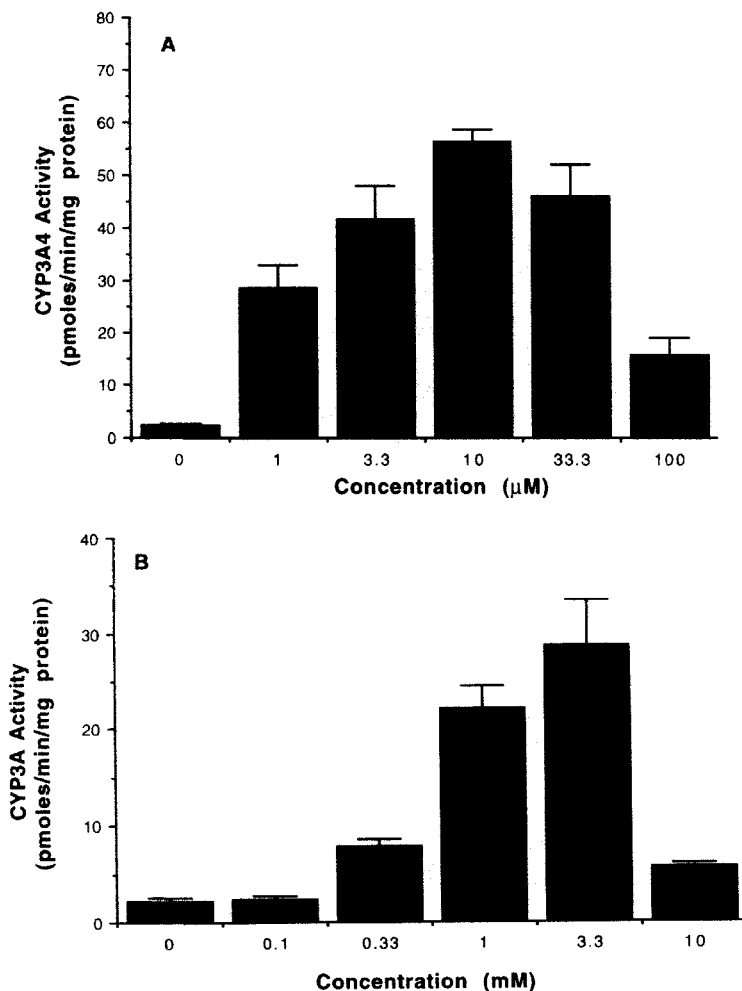 A
80
70
60
50
40
30
20
10
0
CYP3A4 Activity
(pmoles/min/mg protein)
0 1 3.3 10 33.3 100
Concentration (μM)
B
40
30
20
10
0
CYP3A Activity
(pmoles/min/mg protein)
0 0.1 0.33 1 3.3 10
Concentration (mM)